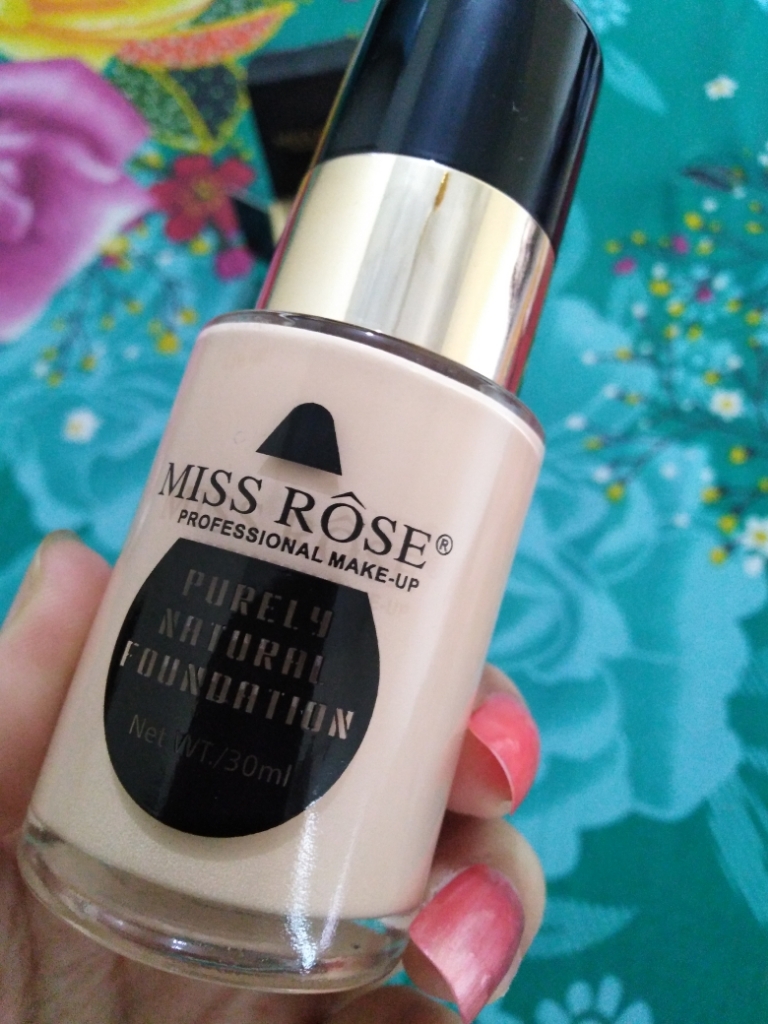 MISS RÔSE®
PROFESSIONAL MAKE-UP
PURELY
NATURAL
FOUNDATION
Net WT./30ml